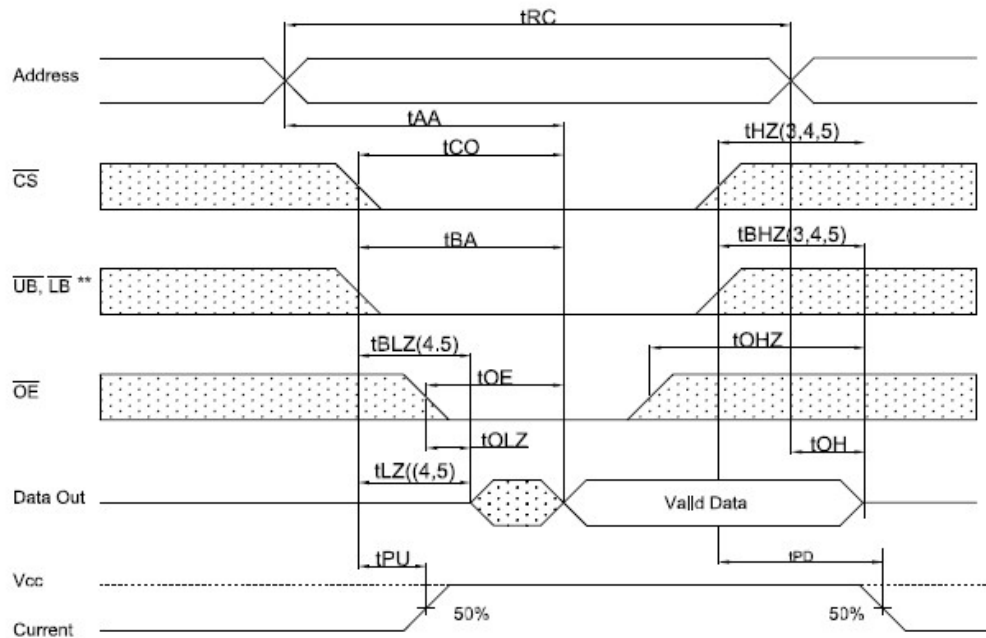 tRC
Address
tAA
tHZ(3,4,5)
tCO
CS
tBHZ(3,4,5)
tBA
UB, LB **
tBLZ(4.5)
tOHZ
tOE
OE
tOLZ
tOH
tLZ((4,5)
Data Out
Valld Data
tPU
tPD
Vcc
50%
50%
Current